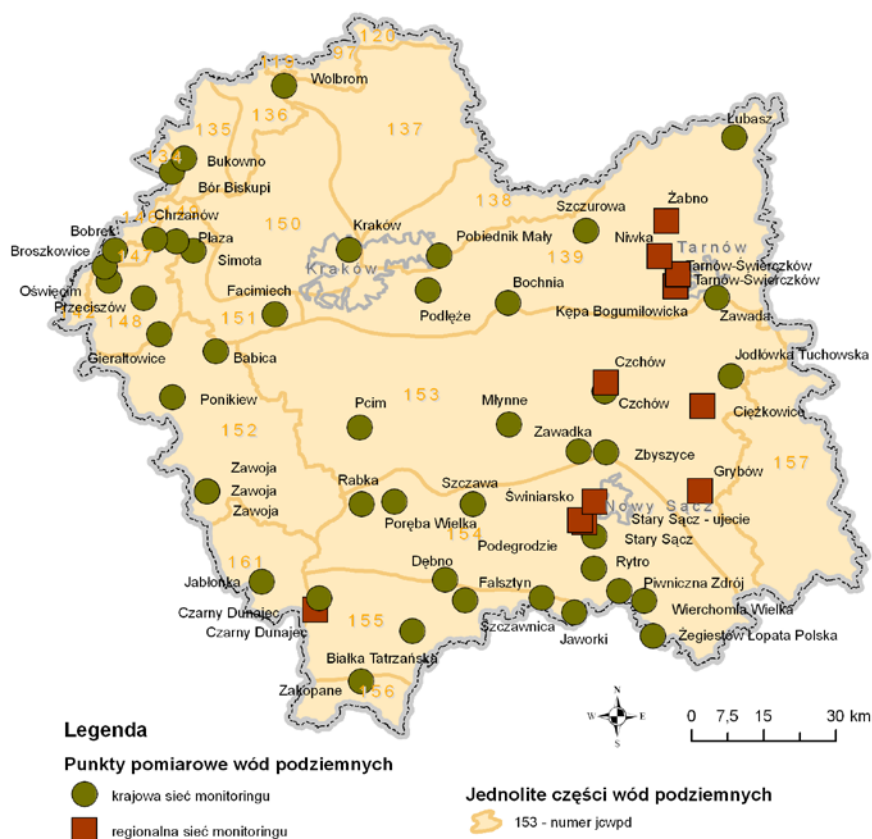 120
97
118
Wolbrom
136
135
137
Łubasz
134
Bukowno
Bór Biskupi
138
Żabno
Szczurowa
Chrzanów
150
Bobrek
Kraków
Niwka
Broszkowice
Płaza
Pobiednik Mały
139
Tarnów
Simota
Kraków
Tarnów-Świerczków
Tarnów-Świerczków
Oświęcim
Facimiech
Bochnia
Przeciszów
Podłęże
Kępa Bogumiłowicka
Zawada
148
151
Gierałtowice
Babica
Czchów
Jodłówka Tuchowska
153
Ponikiew
Czchów
Pcim
Młynne
Ciężkowice
152
Zawadka
Zbyszyce
157
Zawoja
Grybów
Zawoja
Rabka
Szczawa
Świniarsko
Zawoja
Poręba Wielka
Nowy Sącz
Stary Sącz - ujecie
154
Podegrodzie
Stary Sącz
161
Dębno
Rytro
Jabłonka
Falsztyn
Piwniczna Zdrój
Czarny Dunajec
155
Szczawnica
Wierchomla Wielka
Czarny Dunajec
Jaworki
Żegiestów Łopata Polska
Białka Tatrzańska
Zakopane
156
N
W E
S
0 7,5 15 30 km
Legenda
Punkty pomiarowe wód podziemnych
krajowa sieć monitoringu
regionalna sieć monitoringu
Jednolite części wód podziemnych
153 - numer jcwpd